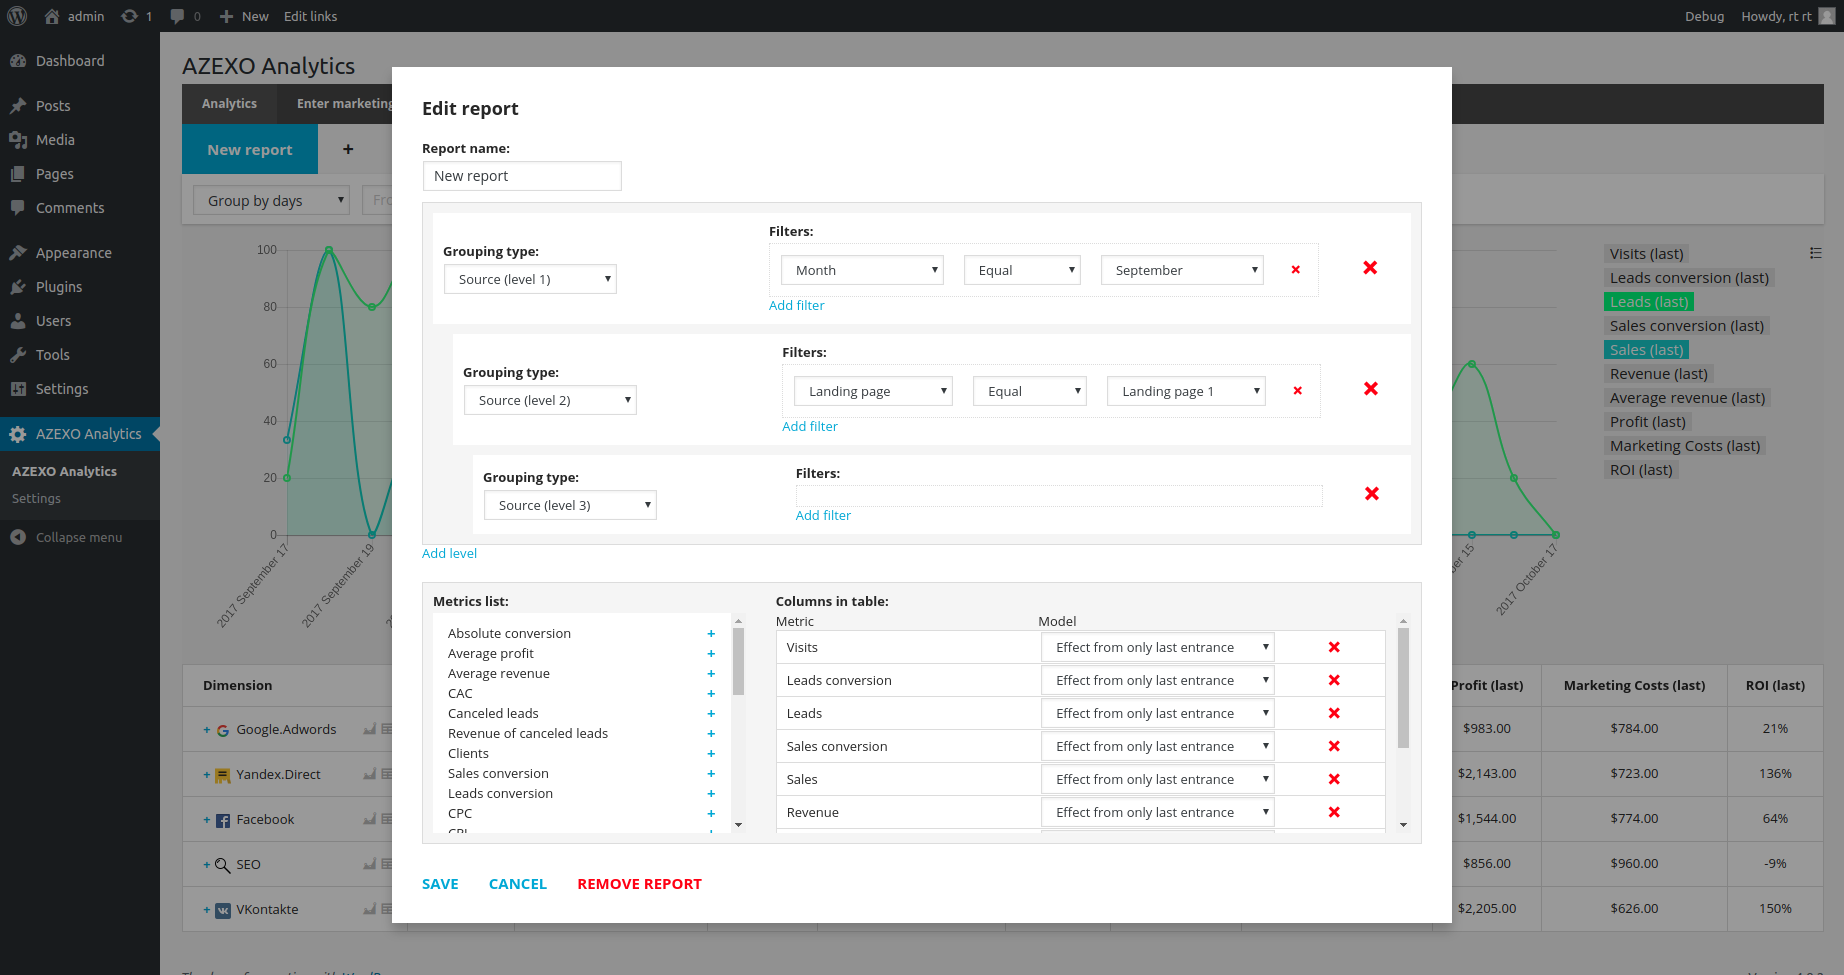 admin 1 0 New Edit links Debug Howdy, rt rt
Dashboard
Posts
Media
Pages
Comments
Appearance
Plugins
Users
Tools
Settings
AZEXO Analytics
AZEXO Analytics
Settings
Collapse menu
AZEXO Analytics
Analytics Enter marketing
New report +
Group by days Fro
100
80
60
40
20
0
2017 September 17
2017 September 19
Edit report
Report name:
New report
Grouping type:
Source (level 1)
Filters:
Month Equal September
Add filter
Grouping type:
Source (level 2)
Filters:
Landing page Equal Landing page 1
Add filter
Grouping type:
Source (level 3)
Filters:
Add filter
Add level
Metrics list:
Absolute conversion +
Average profit +
Average revenue +
CAC +
Canceled leads +
Revenue of canceled leads +
Clients +
Sales conversion +
Leads conversion +
CPC +
Columns in table:
Metric Model
Visits Effect from only last entrance
Leads conversion Effect from only last entrance
Leads Effect from only last entrance
Sales conversion Effect from only last entrance
Sales Effect from only last entrance
Revenue Effect from only last entrance
SAVE CANCEL REMOVE REPORT
Visits (last)
Leads conversion (last)
Leads (last)
Sales conversion (last)
Sales (last)
Revenue (last)
Average revenue (last)
Profit (last)
Marketing Costs (last)
ROI (last)
ber 15
2017 October 17
Dimension Profit (last) Marketing Costs (last) ROI (last)
+ Google.Adwords $983.00 $784.00 21%
+ Yandex.Direct $2,143.00 $723.00 136%
+ Facebook $1,544.00 $774.00 64%
+ SEO $856.00 $960.00 -9%
+ VKontakte $2,205.00 $626.00 150%